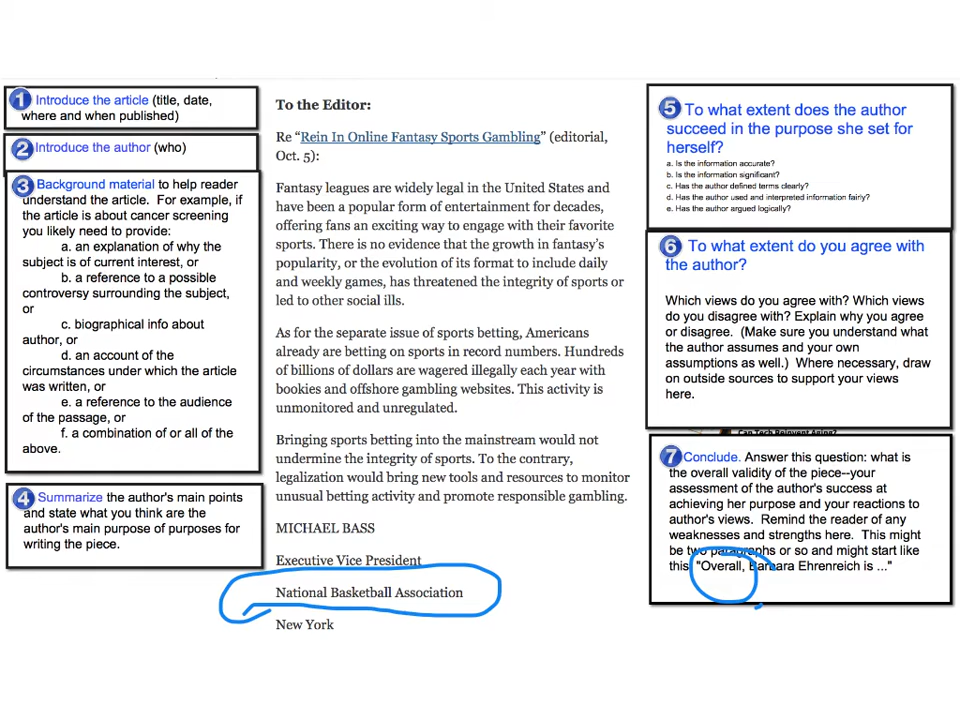 1 Introduce the article (title, date,
where and when published)
2 Introduce the author (who)
3 Background material to help reader
understand the article. For example, if
the article is about cancer screening
you likely need to provide:
a. an explanation of why the
subject is of current interest, or
b. a reference to a possible
controversy surrounding the subject,
or
c. biographical info about
author, or
d. an account of the
circumstances under which the article
was written, or
e. a reference to the audience
of the passage, or
f. a combination of or all of the
above.
4 Summarize the author's main points
and state what you think are the
author's main purpose of purposes for
writing the piece.
To the Editor:
Re “Rein In Online Fantasy Sports Gambling” (editorial,
Oct. 5):
Fantasy leagues are widely legal in the United States and
have been a popular form of entertainment for decades,
offering fans an exciting way to engage with their favorite
sports. There is no evidence that the growth in fantasy’s
popularity, or the evolution of its format to include daily
and weekly games, has threatened the integrity of sports or
led to other social ills.
As for the separate issue of sports betting, Americans
already are betting on sports in record numbers. Hundreds
of billions of dollars are wagered illegally each year with
bookies and offshore gambling websites. This activity is
unmonitored and unregulated.
Bringing sports betting into the mainstream would not
undermine the integrity of sports. To the contrary,
legalization would bring new tools and resources to monitor
unusual betting activity and promote responsible gambling.
MICHAEL BASS
Executive Vice President
National Basketball Association
New York
5 To what extent does the author
succeed in the purpose she set for
herself?
a. Is the information accurate?
b. Is the information significant?
c. Has the author defined terms clearly?
d. Has the author used and interpreted information fairly?
e. Has the author argued logically?
6 To what extent do you agree with
the author?
Which views do you agree with? Which views
do you disagree with? Explain why you agree
or disagree. (Make sure you understand what
the author assumes and your own
assumptions as well.) Where necessary, draw
on outside sources to support your views
here.
Can Tech Reinvent Aging?
7 Conclude. Answer this question: what is
the overall validity of the piece--your
assessment of the author's success at
achieving her purpose and your reactions to
author's views. Remind the reader of any
weaknesses and strengths here. This might
be two paragraphs or so and might start like
this "Overall, Barbara Ehrenreich is ..."